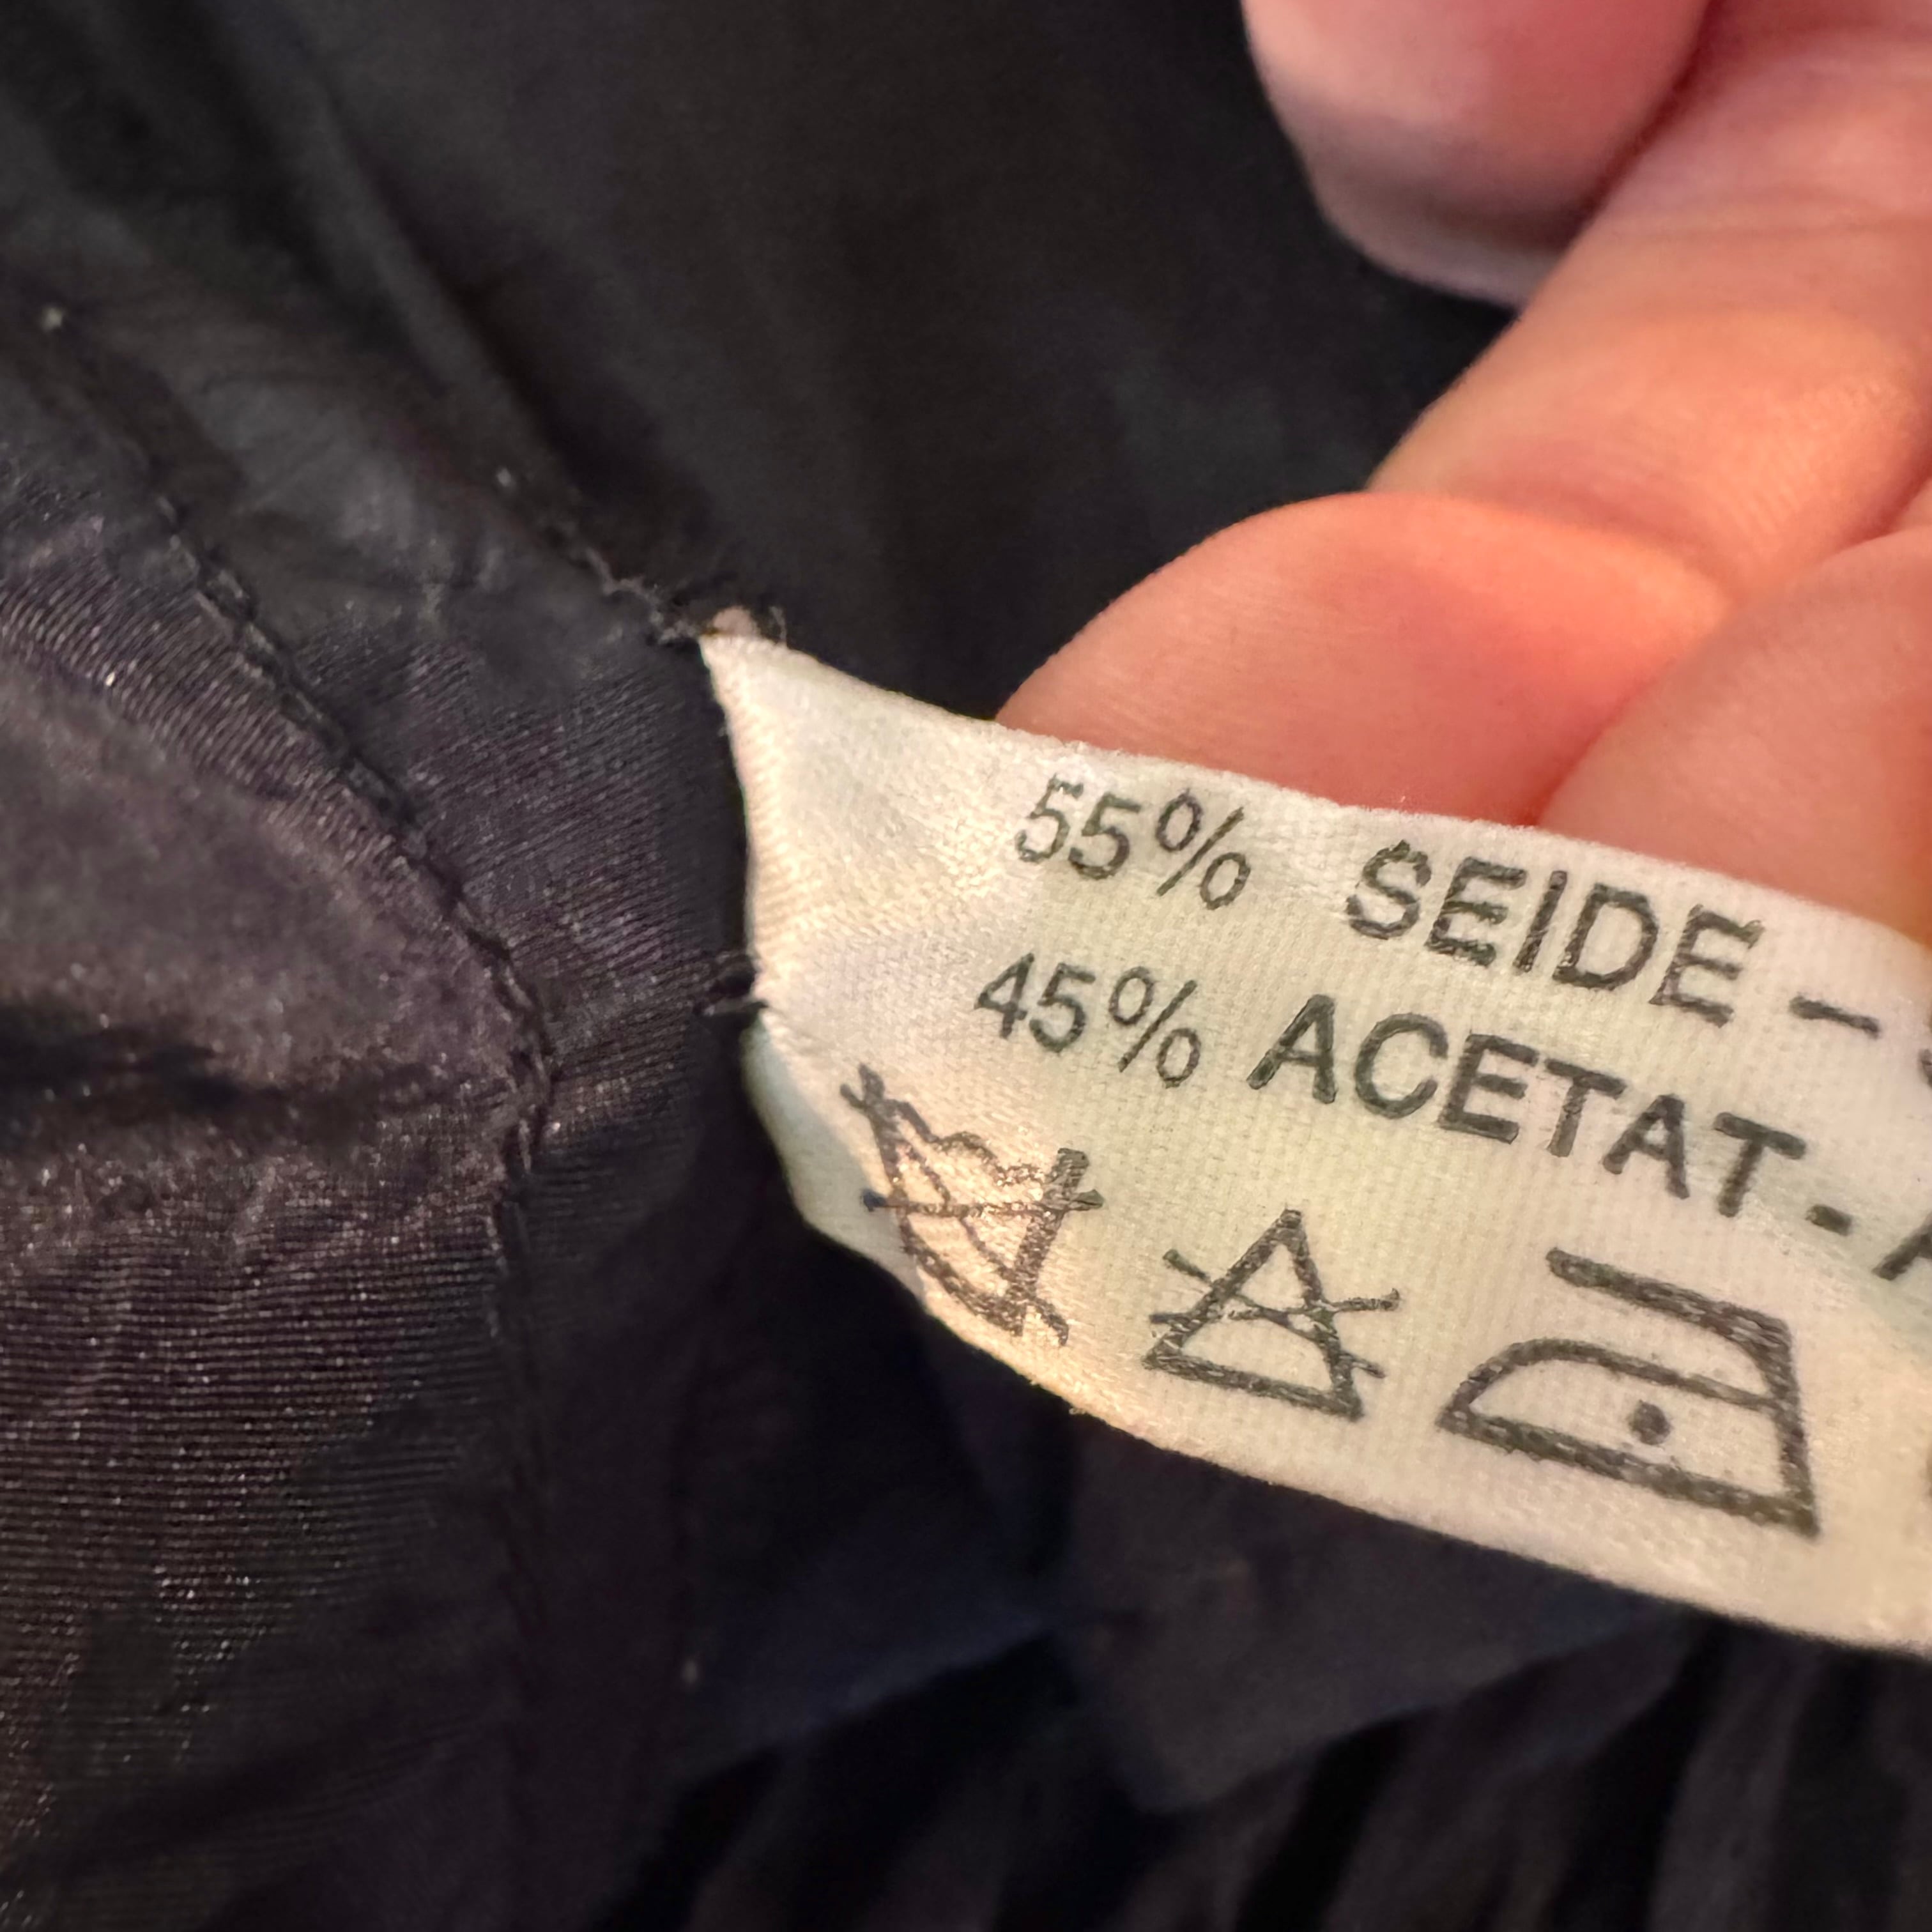 55% SEIDE -
45% ACETAT -